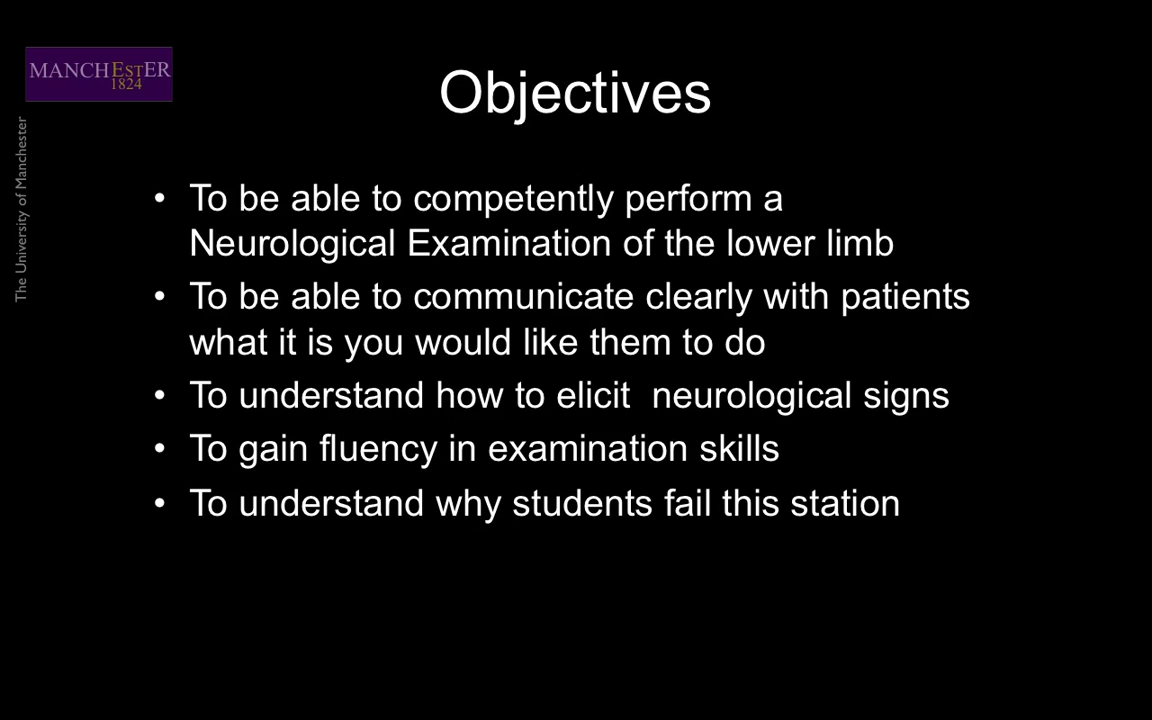 MANCHESTER
1824
The University of Manchester
Objectives
• To be able to competently perform a
Neurological Examination of the lower limb
• To be able to communicate clearly with patients
what it is you would like them to do
• To understand how to elicit  neurological signs
• To gain fluency in examination skills
• To understand why students fail this station